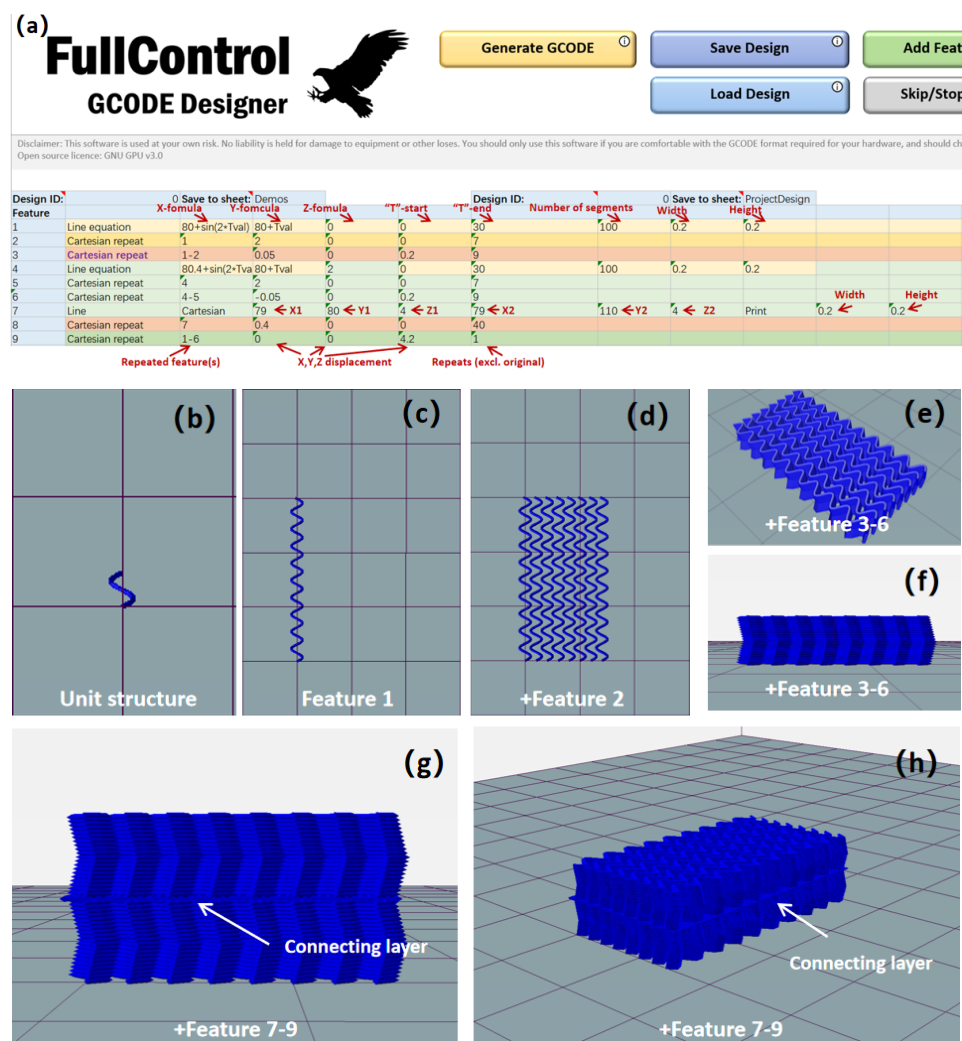 (a)
FullControl
GCODE Designer
Generate GCODE
Save Design
Add Feat
Load Design
Skip/Stop
Disclaimer: This software is used at your own risk. No liability is held for damage to equipment or other loses. You should only use this software if you are comfortable with the GCODE format required for your hardware, and should ch
Open source licence: GNU GPU v3.0
Design ID: 0 Save to sheet: Demos Design ID: 0 Save to sheet: ProjectDesign
Feature X-fomula Y-fomcula Z-fomula “T”-start “T”-end Number of segments Width Height
1 Line equation 80+sin(2*Tval) 80+Tval 0 0 30 100 0.2 0.2
2 Cartesian repeat 1 2 0 0 7
3 Cartesian repeat 1-2 0.05 0 0.2 9
4 Line equation 80.4+sin(2*Tva 80+Tval 2 0 30 100 0.2 0.2
5 Cartesian repeat 4 2 0 0 7
6 Cartesian repeat 4-5 -0.05 0 0.2 9 Width Height
7 Line Cartesian 79 X1 80 Y1 4 Z1 79 X2 110 Y2 4 Z2 Print 0.2 0.2
8 Cartesian repeat 7 0.4 0 0 40
9 Cartesian repeat 1-6 0 0 4.2 1
Repeated feature(s) X,Y,Z displacement Repeats (excl. original)
(b)
Unit structure
(c)
Feature 1
(d)
+Feature 2
(e)
+Feature 3-6
(f)
+Feature 3-6
(g)
Connecting layer
+Feature 7-9
(h)
Connecting layer
+Feature 7-9